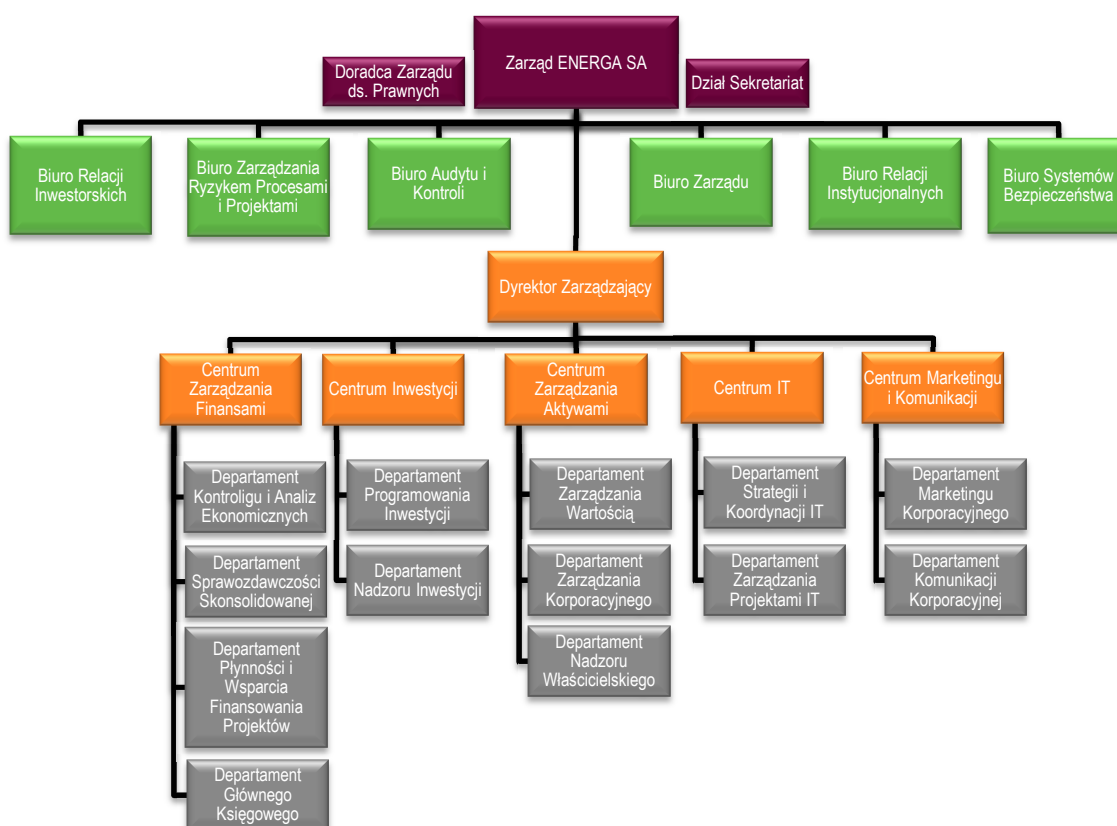 Zarząd ENERGA SA
Doradca Zarządu
ds. Prawnych
Dział Sekretariat
Biuro Relacji
Inwestorskich
Biuro Zarządzania
Ryzykem Procesami
i Projektami
Biuro Audytu i
Kontroli
Biuro Zarządu
Biuro Relacji
Instytucjonalnych
Biuro Systemów
Bezpieczeństwa
Dyrektor Zarządzający
Centrum
Zarządzania
Finansami
Centrum Inwestycji
Centrum
Zarządzania
Aktywami
Centrum IT
Centrum Marketingu
i Komunikacji
Departament
Kontroligu i Analiz
Ekonomicznych
Departament
Programowania
Inwestycji
Departament
Zarządzania
Wartością
Departament
Strategii i
Koordynacji IT
Departament
Marketingu
Korporacyjnego
Departament
Sprawozdawczości
Skonsolidowanej
Departament
Nadzoru Inwestycji
Departament
Zarządzania
Korporacyjnego
Departament
Zarządzania
Projektami IT
Departament
Komunikacji
Korporacyjnej
Departament
Płynności i
Wsparcia
Finansowania
Projektów
Departament
Nadzoru
Właścicielskiego
Departament
Głównego
Księgowego